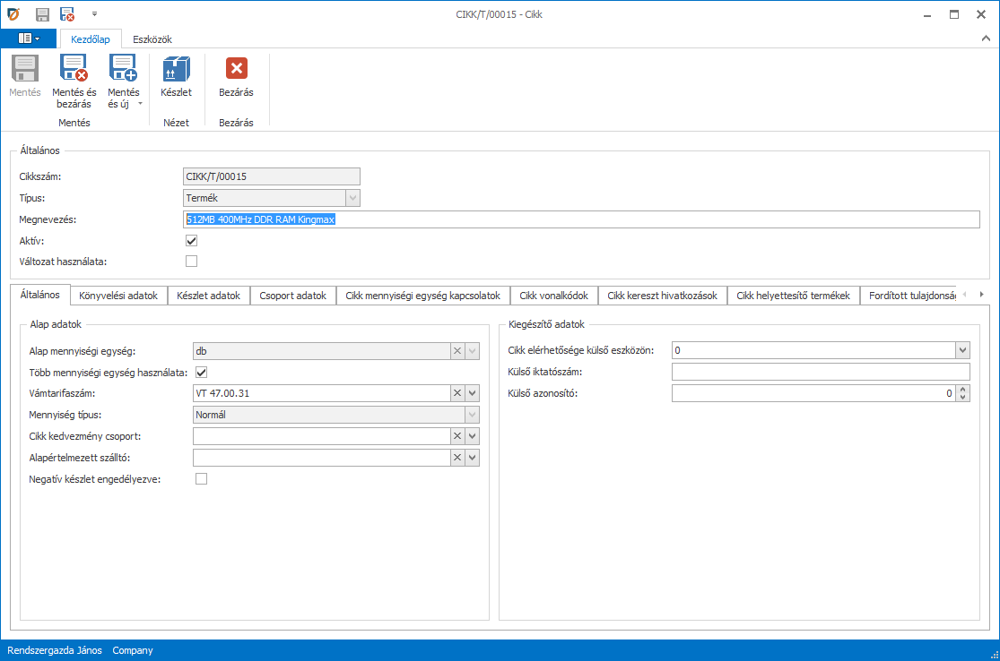 CIKK/T/00015 - Cikk
Kezdőlap Eszközök
Mentés
Mentés és bezárás
Mentés és új
Készlet
Bezárás
Mentés Nézet Bezárás
Általános
Cikkszám: CIKK/T/00015
Típus: Termék
Megnevezés: 512MB 400MHz DDR RAM Kingmax
Aktív:
Változat használata:
Általános Könyvelési adatok Készlet adatok Csoport adatok Cikk mennyiségi egység kapcsolatok Cikk vonalkódok Cikk kereszt hivatkozások Cikk helyettesítő termékek Fordított tulajdonság
Alap adatok
Alap mennyiségi egység: db
Több mennyiségi egység használata:
Vámtarifaszám: VT 47.00.31
Mennyiség típus: Normál
Cikk kedvezmény csoport:
Alapértelmezett szálltó:
Negatív készlet engedélyezve:
Kiegészítő adatok
Cikk elérhetősége külső eszközön: 0
Külső iktatószám:
Külső azonosító: 0
Rendszergazda János Company